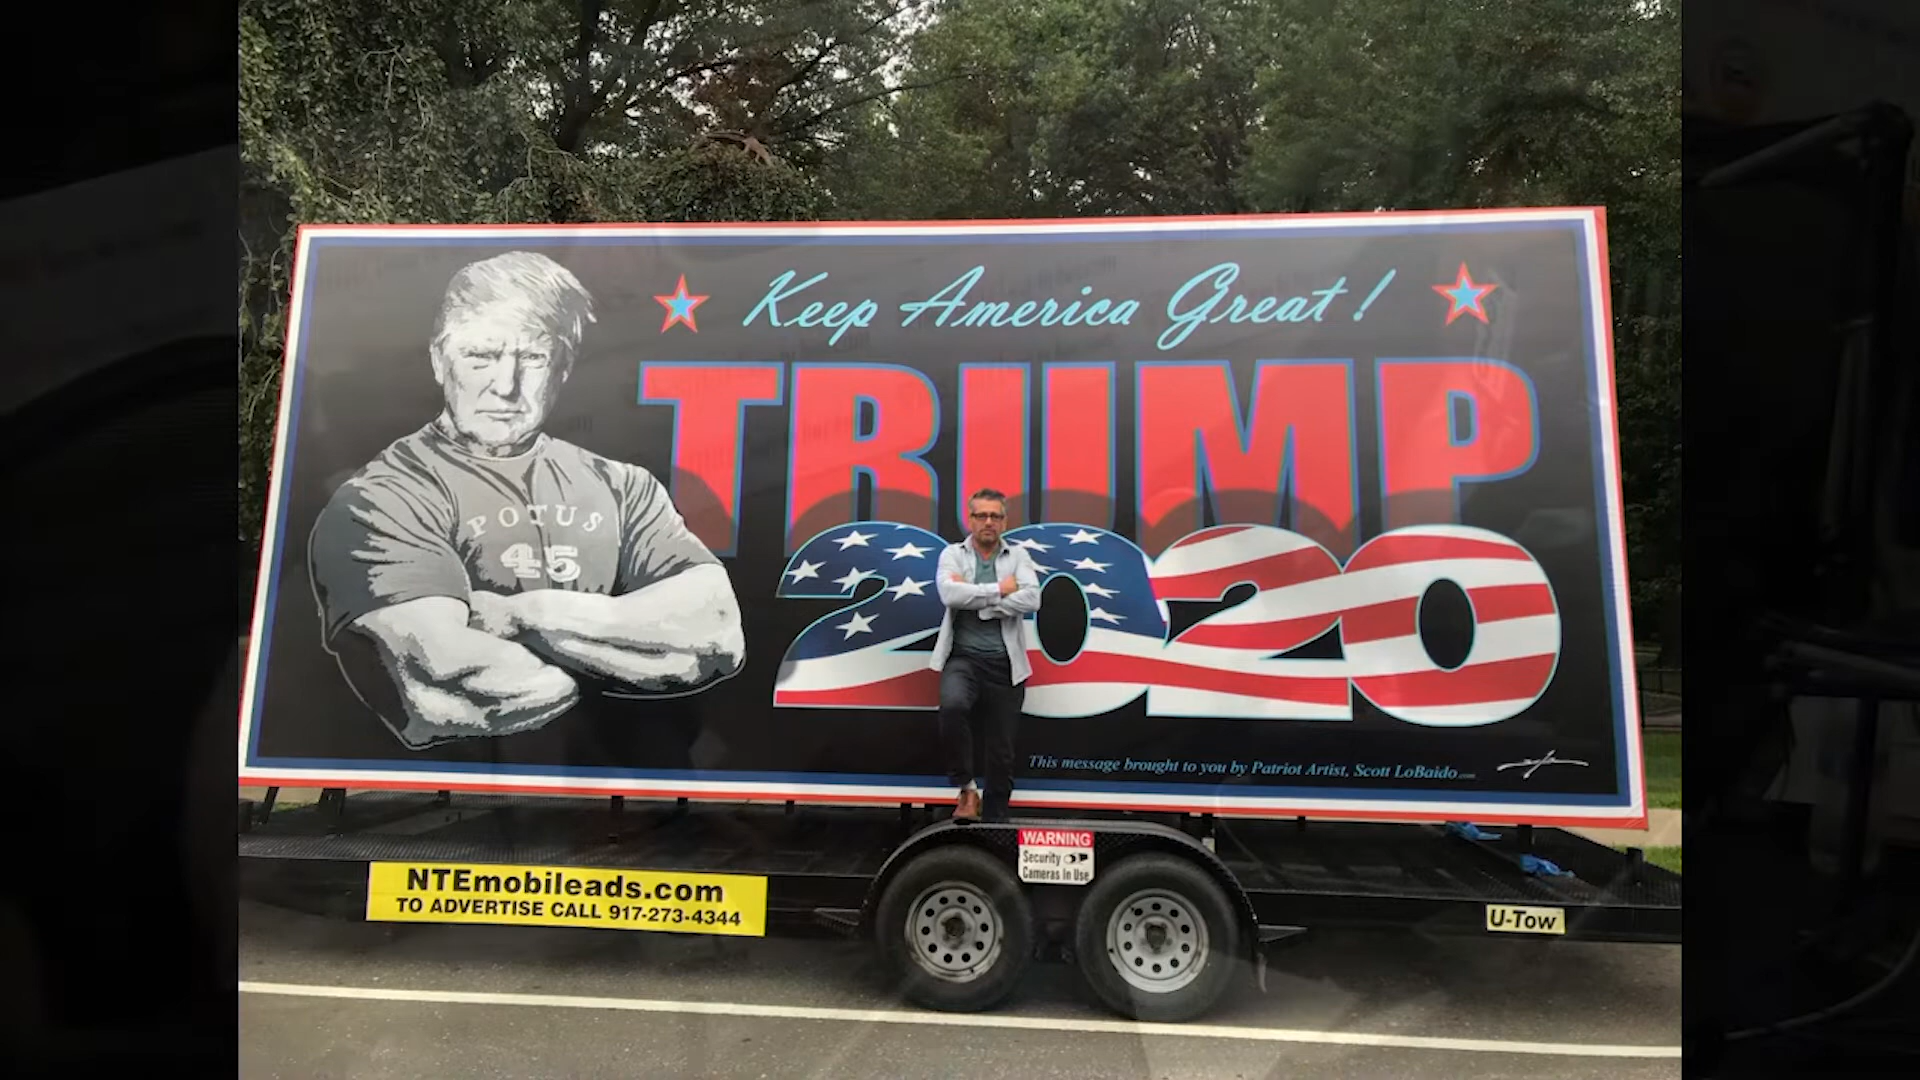 Keep America Great!
TRUMP
2020
POTUS
45
This message brought to you by Patriot Artist, Scott LoBaido.com
WARNING
Security
Cameras In Use
NTEmobileads.com
TO ADVERTISE CALL 917-273-4344
U-Tow